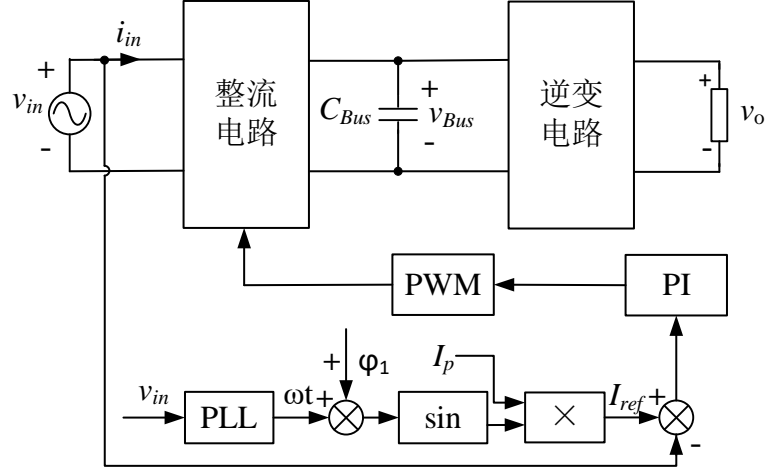 i_in
+
v_in
-
整流
电路
C_Bus
+
v_Bus
-
逆变
电路
+
v_o
-
PWM
PI
+
φ₁
I_p
v_in
PLL
ωt
+
sin
×
I_ref
+
-